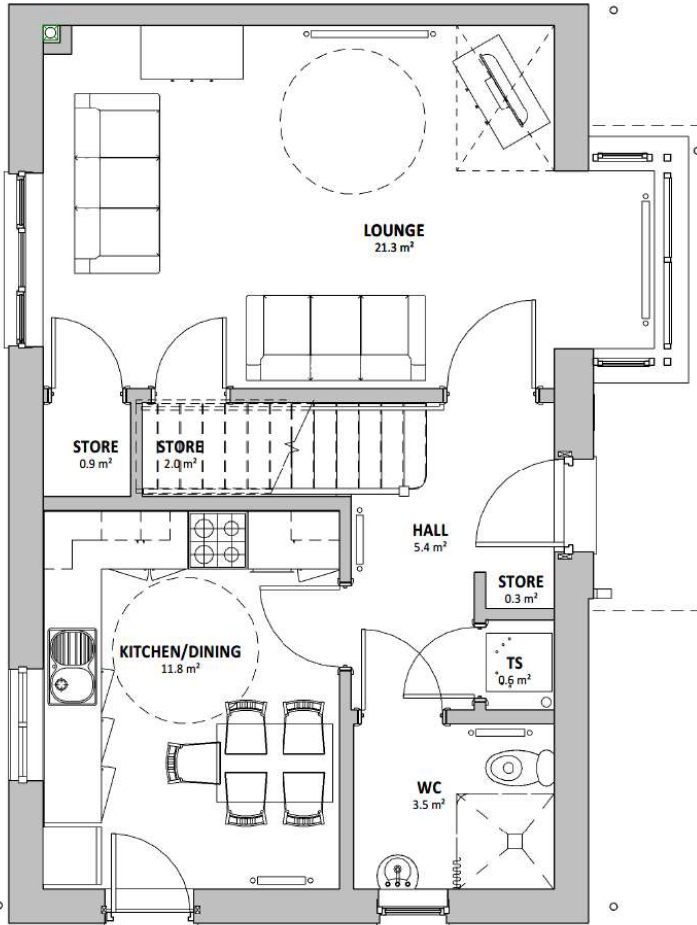 LOUNGE
21.3 m²
STORE
0.9 m²
STORE
2.0 m²
HALL
5.4 m²
STORE
0.3 m²
KITCHEN/DINING
11.8 m²
TS
0.6 m²
WC
3.5 m²